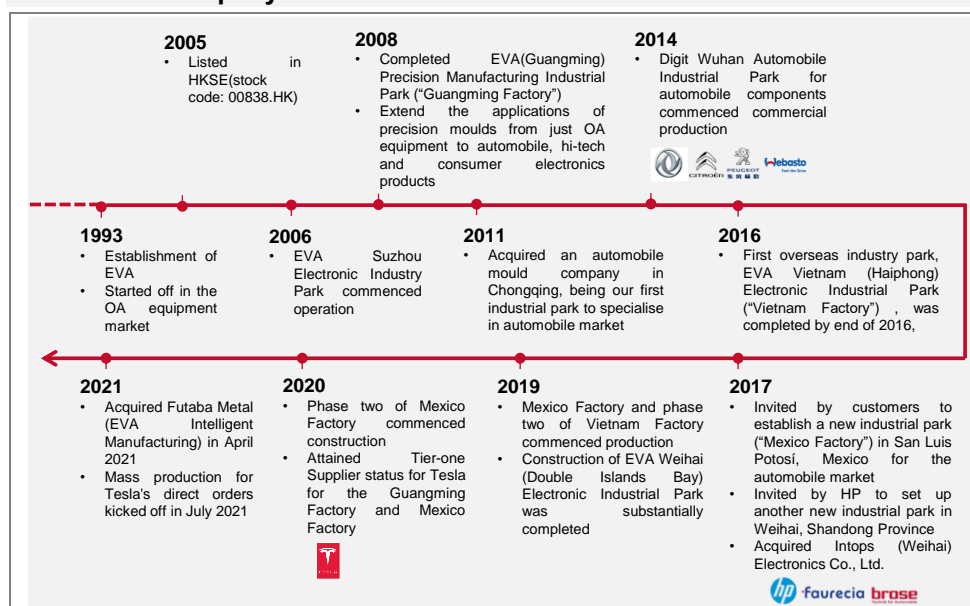 2005
• Listed in
HKSE(stock
code: 00838.HK)
2008
• Completed EVA(Guangming)
Precision Manufacturing Industrial
Park (“Guangming Factory”)
• Extend the applications of
precision moulds from just OA
equipment to automobile, hi-tech
and consumer electronics
products
2014
• Digit Wuhan Automobile
Industrial Park for
automobile components
commenced commercial
production
CITROËN
PEUGEOT
Webasto
Feel the Drive
1993
• Establishment of
EVA
• Started off in the
OA equipment
market
2006
• EVA Suzhou
Electronic Industry
Park commenced
operation
2011
• Acquired an automobile
mould company in
Chongqing, being our first
industrial park to specialise
in automobile market
2016
• First overseas industry park,
EVA Vietnam (Haiphong)
Electronic Industrial Park
(“Vietnam Factory”) , was
completed by end of 2016,
2021
• Acquired Futaba Metal
(EVA Intelligent
Manufacturing) in April
2021
• Mass production for
Tesla's direct orders
kicked off in July 2021
2020
• Phase two of Mexico
Factory commenced
construction
• Attained Tier-one
Supplier status for Tesla
for the Guangming
Factory and Mexico
Factory
2019
• Mexico Factory and phase
two of Vietnam Factory
commenced production
• Construction of EVA Weihai
(Double Islands Bay)
Electronic Industrial Park
was substantially
completed
2017
• Invited by customers to
establish a new industrial park
(“Mexico Factory”) in San Luis
Potosí, Mexico for the
automobile market
• Invited by HP to set up
another new industrial park in
Weihai, Shandong Province
• Acquired Intops (Weihai)
Electronics Co., Ltd.
hp faurecia brose